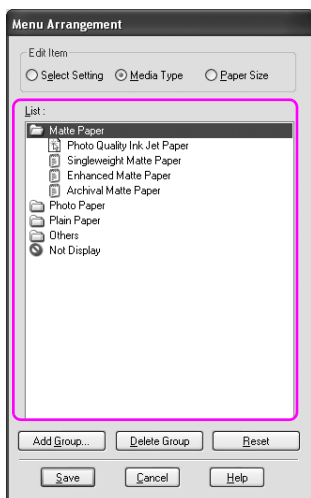 Menu Arrangement
Edit Item
Select Setting Media Type Paper Size
List :
Matte Paper
Photo Quality Ink Jet Paper
Singleweight Matte Paper
Enhanced Matte Paper
Archival Matte Paper
Photo Paper
Plain Paper
Others
Not Display
Add Group... Delete Group Reset
Save Cancel Help